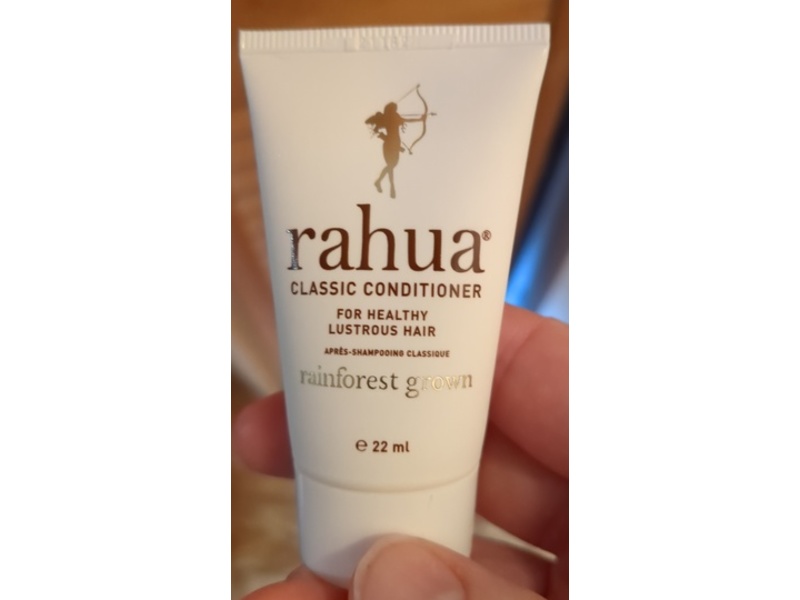 rahua®
CLASSIC CONDITIONER
FOR HEALTHY
LUSTROUS HAIR
APRÈS-SHAMPOOING CLASSIQUE
rainforest grown
℮ 22 ml